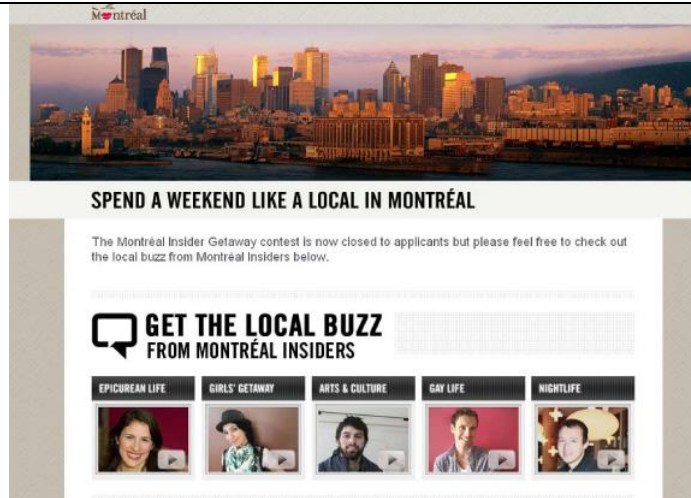 Montréal
SPEND A WEEKEND LIKE A LOCAL IN MONTRÉAL
The Montréal Insider Getaway contest is now closed to applicants but please feel free to check out
the local buzz from Montréal Insiders below.
GET THE LOCAL BUZZ
FROM MONTRÉAL INSIDERS
EPICUREAN LIFE GIRLS' GETAWAY ARTS & CULTURE GAY LIFE NIGHTLIFE